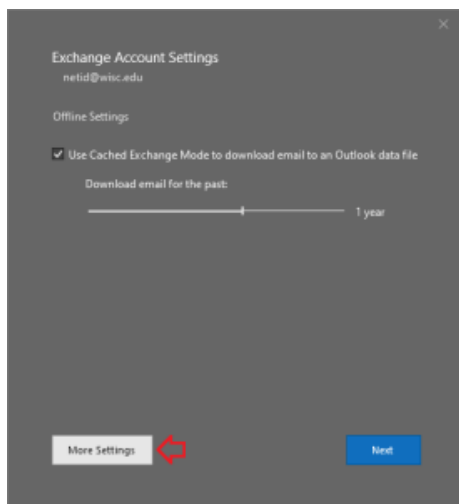 Exchange Account Settings
netid@wisc.edu
Offline Settings
Use Cached Exchange Mode to download email to an Outlook data file
Download email for the past:
1 year
More Settings
Next